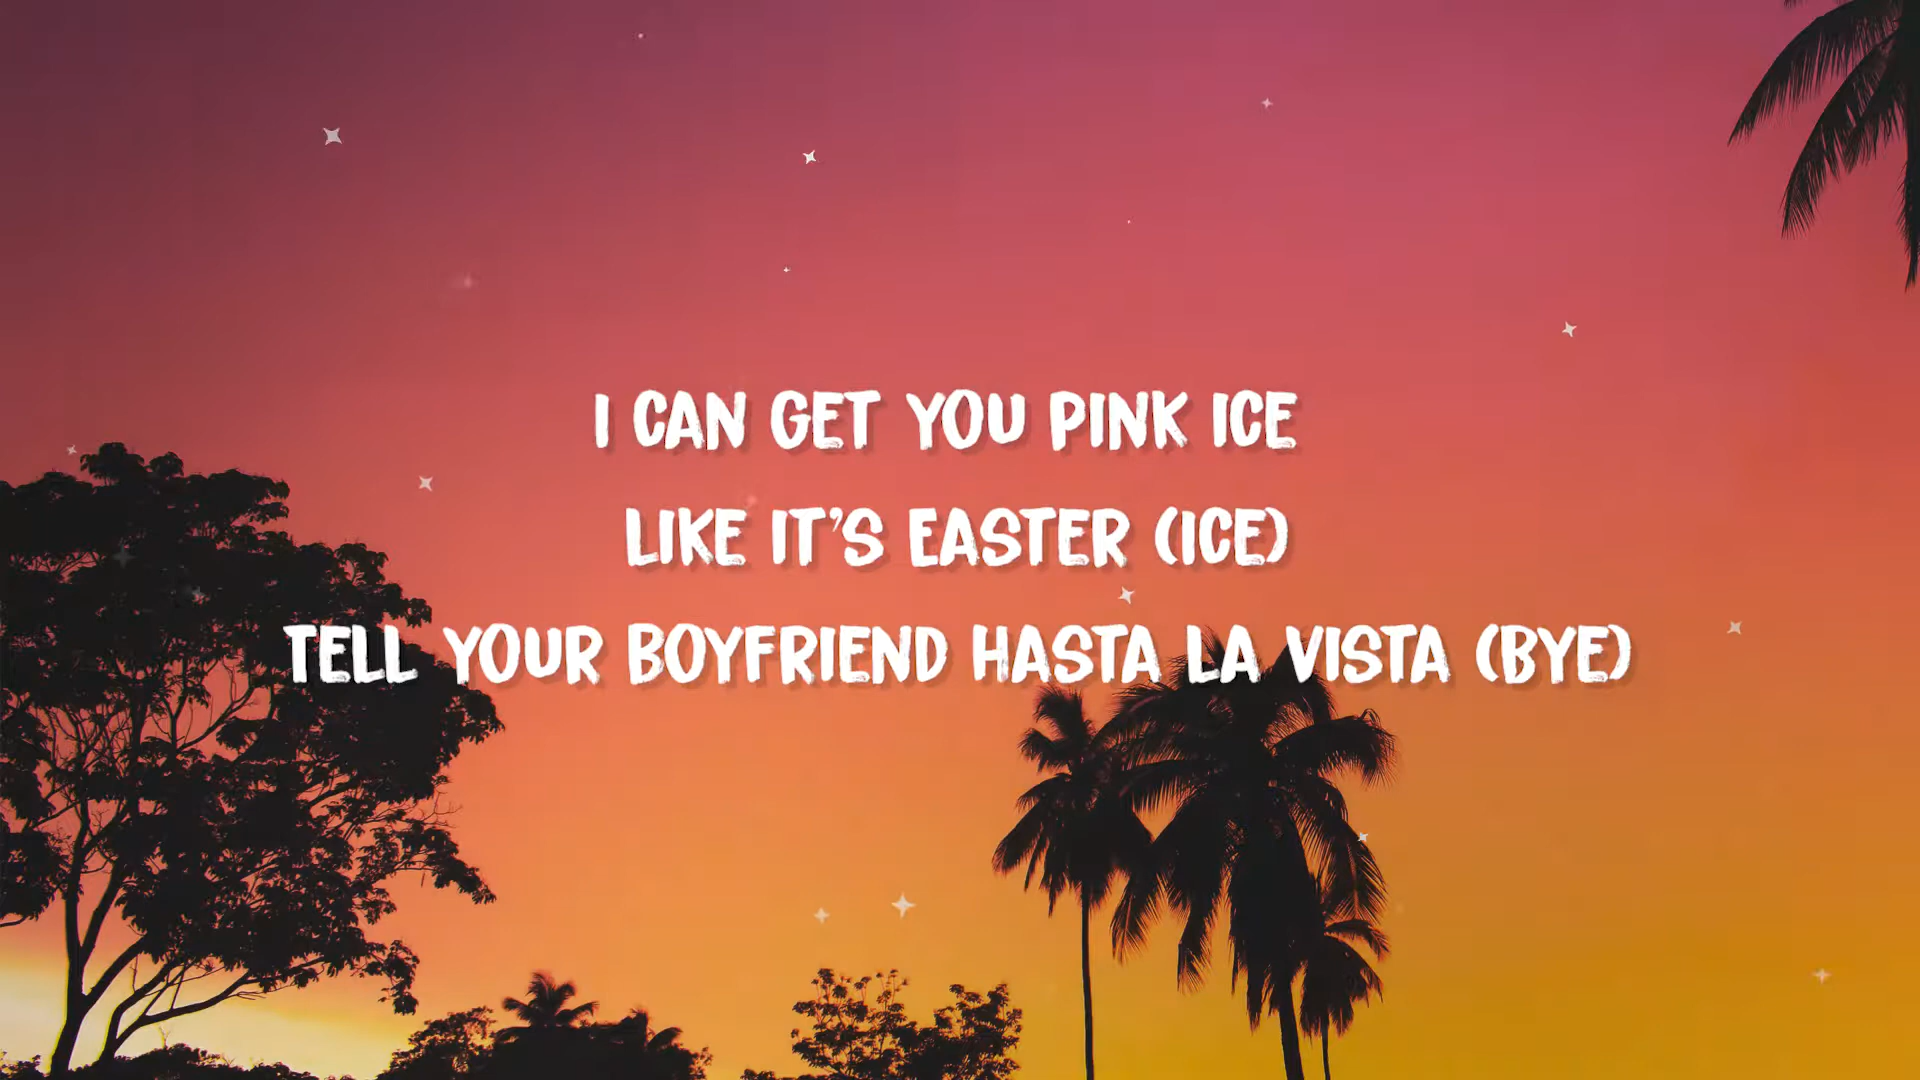 I CAN GET YOU PINK ICE
LIKE IT'S EASTER (ICE)
TELL YOUR BOYFRIEND HASTA LA VISTA (BYE)